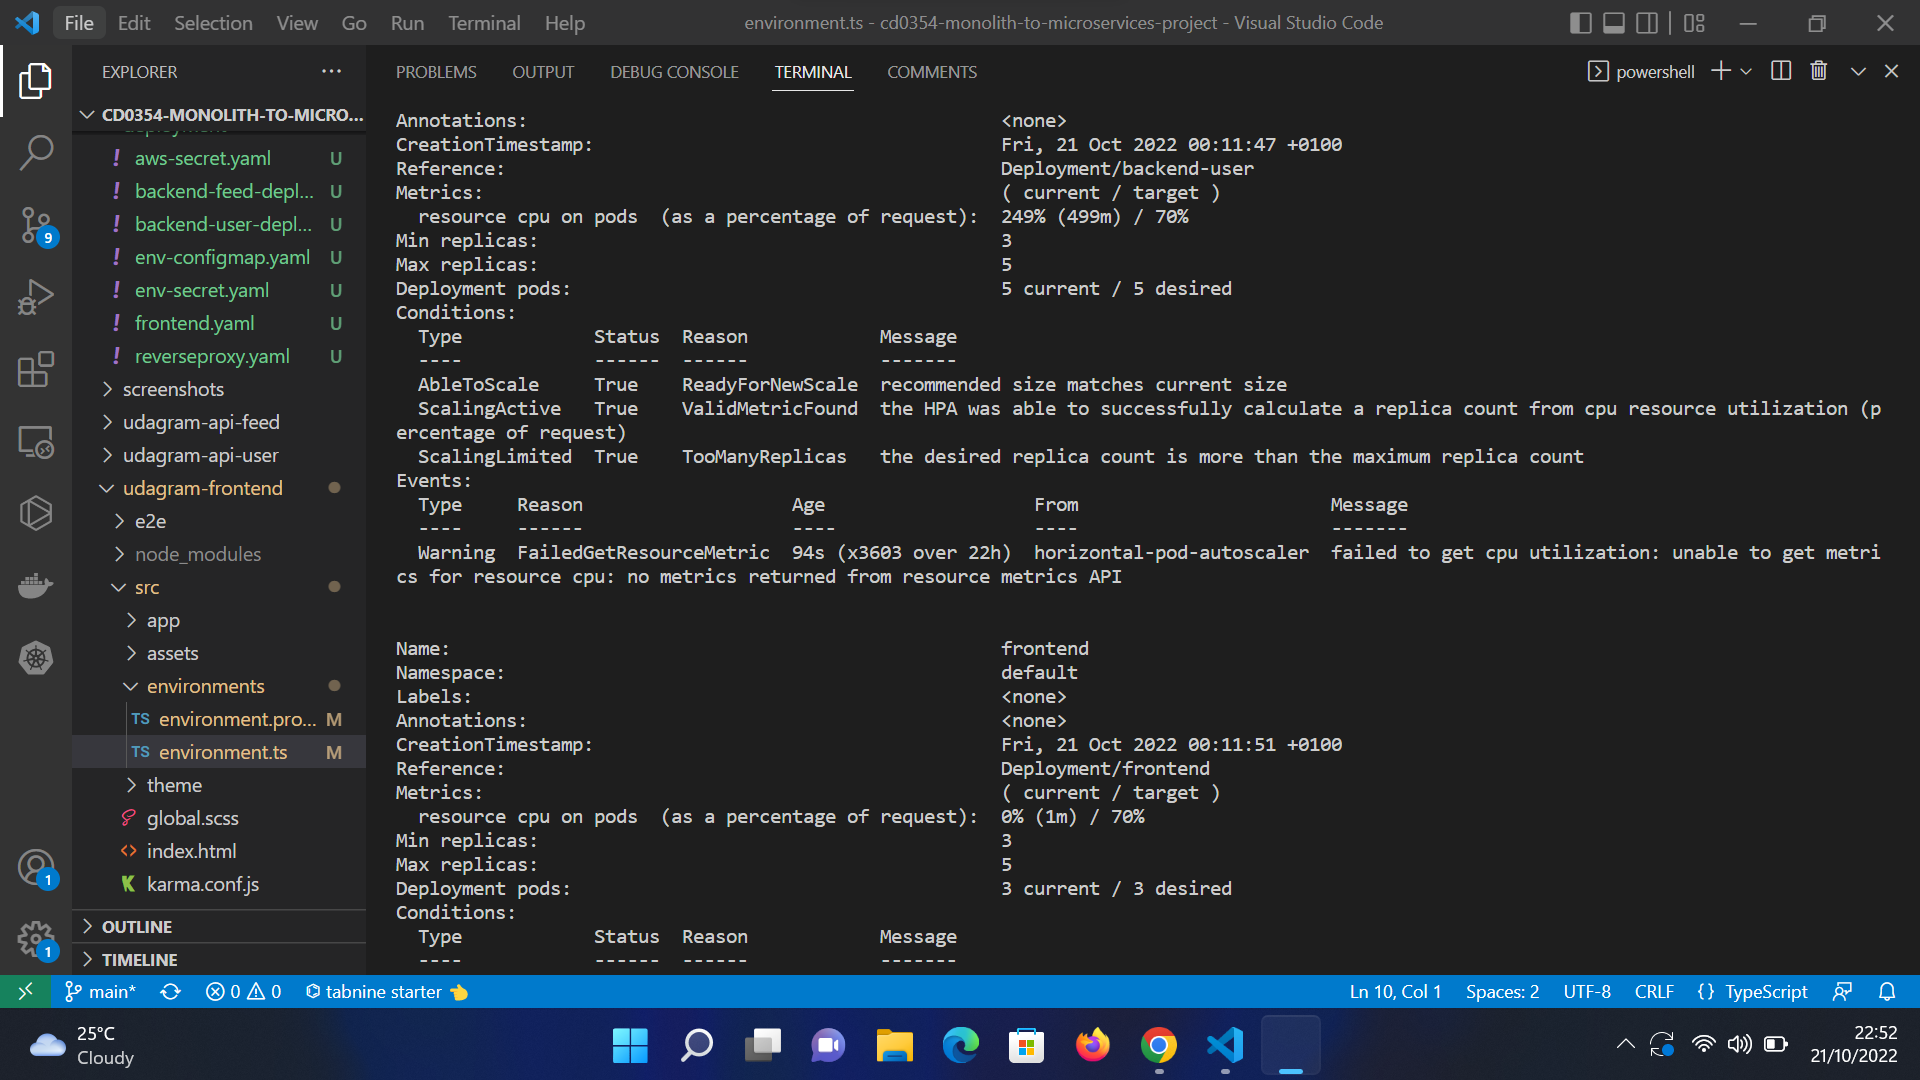 File Edit Selection View Go Run Terminal Help environment.ts - cd0354-monolith-to-microservices-project - Visual Studio Code
EXPLORER
CD0354-MONOLITH-TO-MICRO...
deployment
aws-secret.yaml U
backend-feed-depl... U
backend-user-depl... U
env-configmap.yaml U
env-secret.yaml U
frontend.yaml U
reverseproxy.yaml U
screenshots
udagram-api-feed
udagram-api-user
udagram-frontend
e2e
node_modules
src
app
assets
environments
TS environment.pro... M
TS environment.ts M
theme
global.scss
index.html
karma.conf.js
OUTLINE
TIMELINE
9
1
1
PROBLEMS OUTPUT DEBUG CONSOLE TERMINAL COMMENTS powershell
Annotations: <none>
CreationTimestamp: Fri, 21 Oct 2022 00:11:47 +0100
Reference: Deployment/backend-user
Metrics: ( current / target )
resource cpu on pods (as a percentage of request): 249% (499m) / 70%
Min replicas: 3
Max replicas: 5
Deployment pods: 5 current / 5 desired
Conditions:
Type Status Reason Message
---- ------ ------ -------
AbleToScale True ReadyForNewScale recommended size matches current size
ScalingActive True ValidMetricFound the HPA was able to successfully calculate a replica count from cpu resource utilization (p
ercentage of request)
ScalingLimited True TooManyReplicas the desired replica count is more than the maximum replica count
Events:
Type Reason Age From Message
---- ------ ---- ---- -------
Warning FailedGetResourceMetric 94s (x3603 over 22h) horizontal-pod-autoscaler failed to get cpu utilization: unable to get metri
cs for resource cpu: no metrics returned from resource metrics API
Name: frontend
Namespace: default
Labels: <none>
Annotations: <none>
CreationTimestamp: Fri, 21 Oct 2022 00:11:51 +0100
Reference: Deployment/frontend
Metrics: ( current / target )
resource cpu on pods (as a percentage of request): 0% (1m) / 70%
Min replicas: 3
Max replicas: 5
Deployment pods: 3 current / 3 desired
Conditions:
Type Status Reason Message
---- ------ ------ -------
main* 0 0 tabnine starter Ln 10, Col 1 Spaces: 2 UTF-8 CRLF {} TypeScript
25°C
Cloudy
22:52
21/10/2022